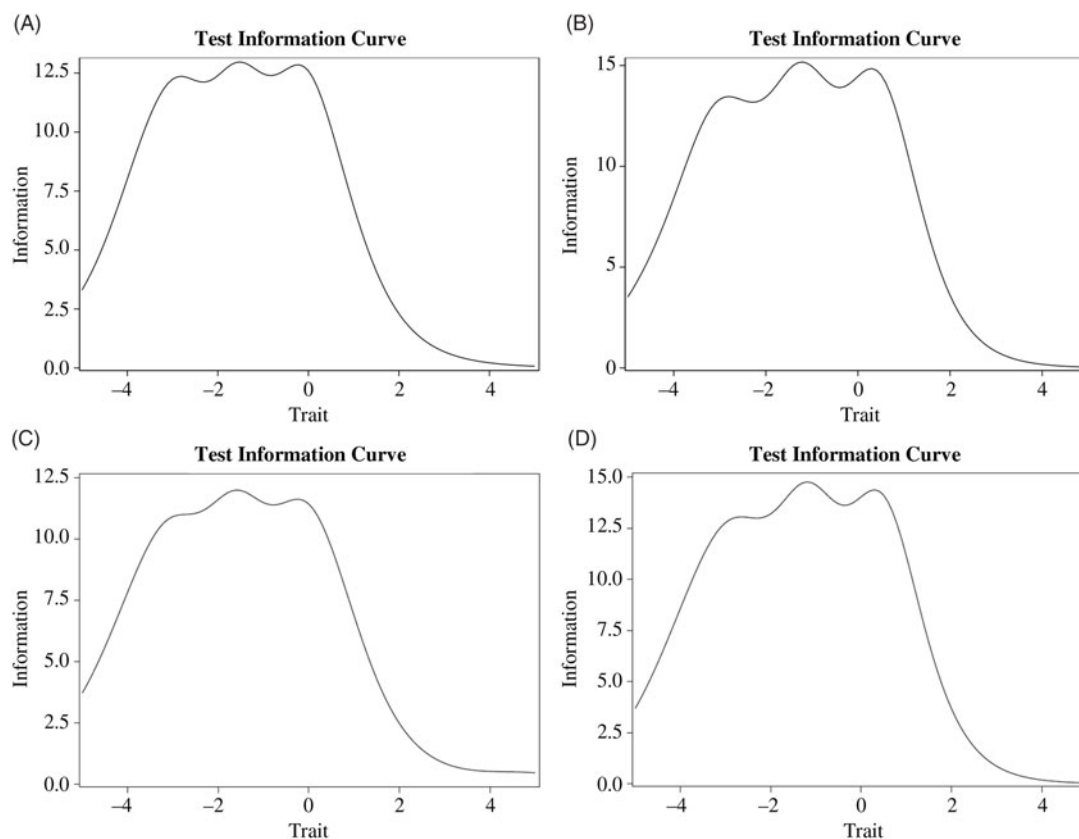 (A)
Test Information Curve
12.5
10.0
7.5
5.0
2.5
0.0
Information
–4 –2 0 2 4
Trait
(B)
Test Information Curve
15
10
5
0
Information
–4 –2 0 2 4
Trait
(C)
Test Information Curve
12.5
10.0
7.5
5.0
2.5
0.0
Information
–4 –2 0 2 4
Trait
(D)
Test Information Curve
15.0
12.5
10.0
7.5
5.0
2.5
0.0
Information
–4 –2 0 2 4
Trait